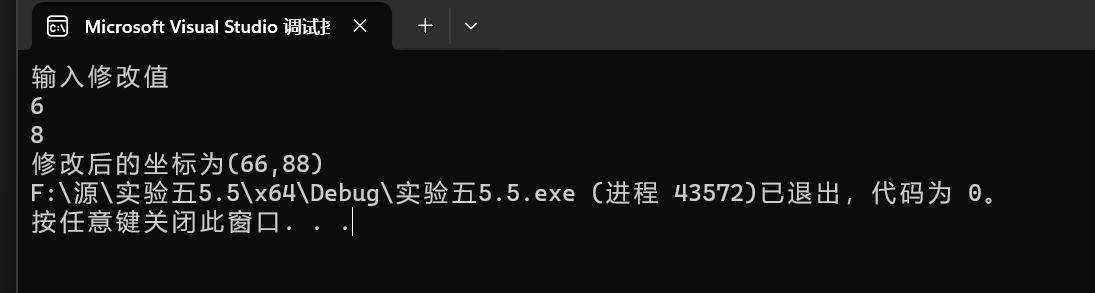 Microsoft Visual Studio 调试
输入修改值
6
8
修改后的坐标为(66,88)
F:\源\实验五5.5\x64\Debug\实验五5.5.exe (进程 43572)已退出，代码为 0。
按任意键关闭此窗口. . .